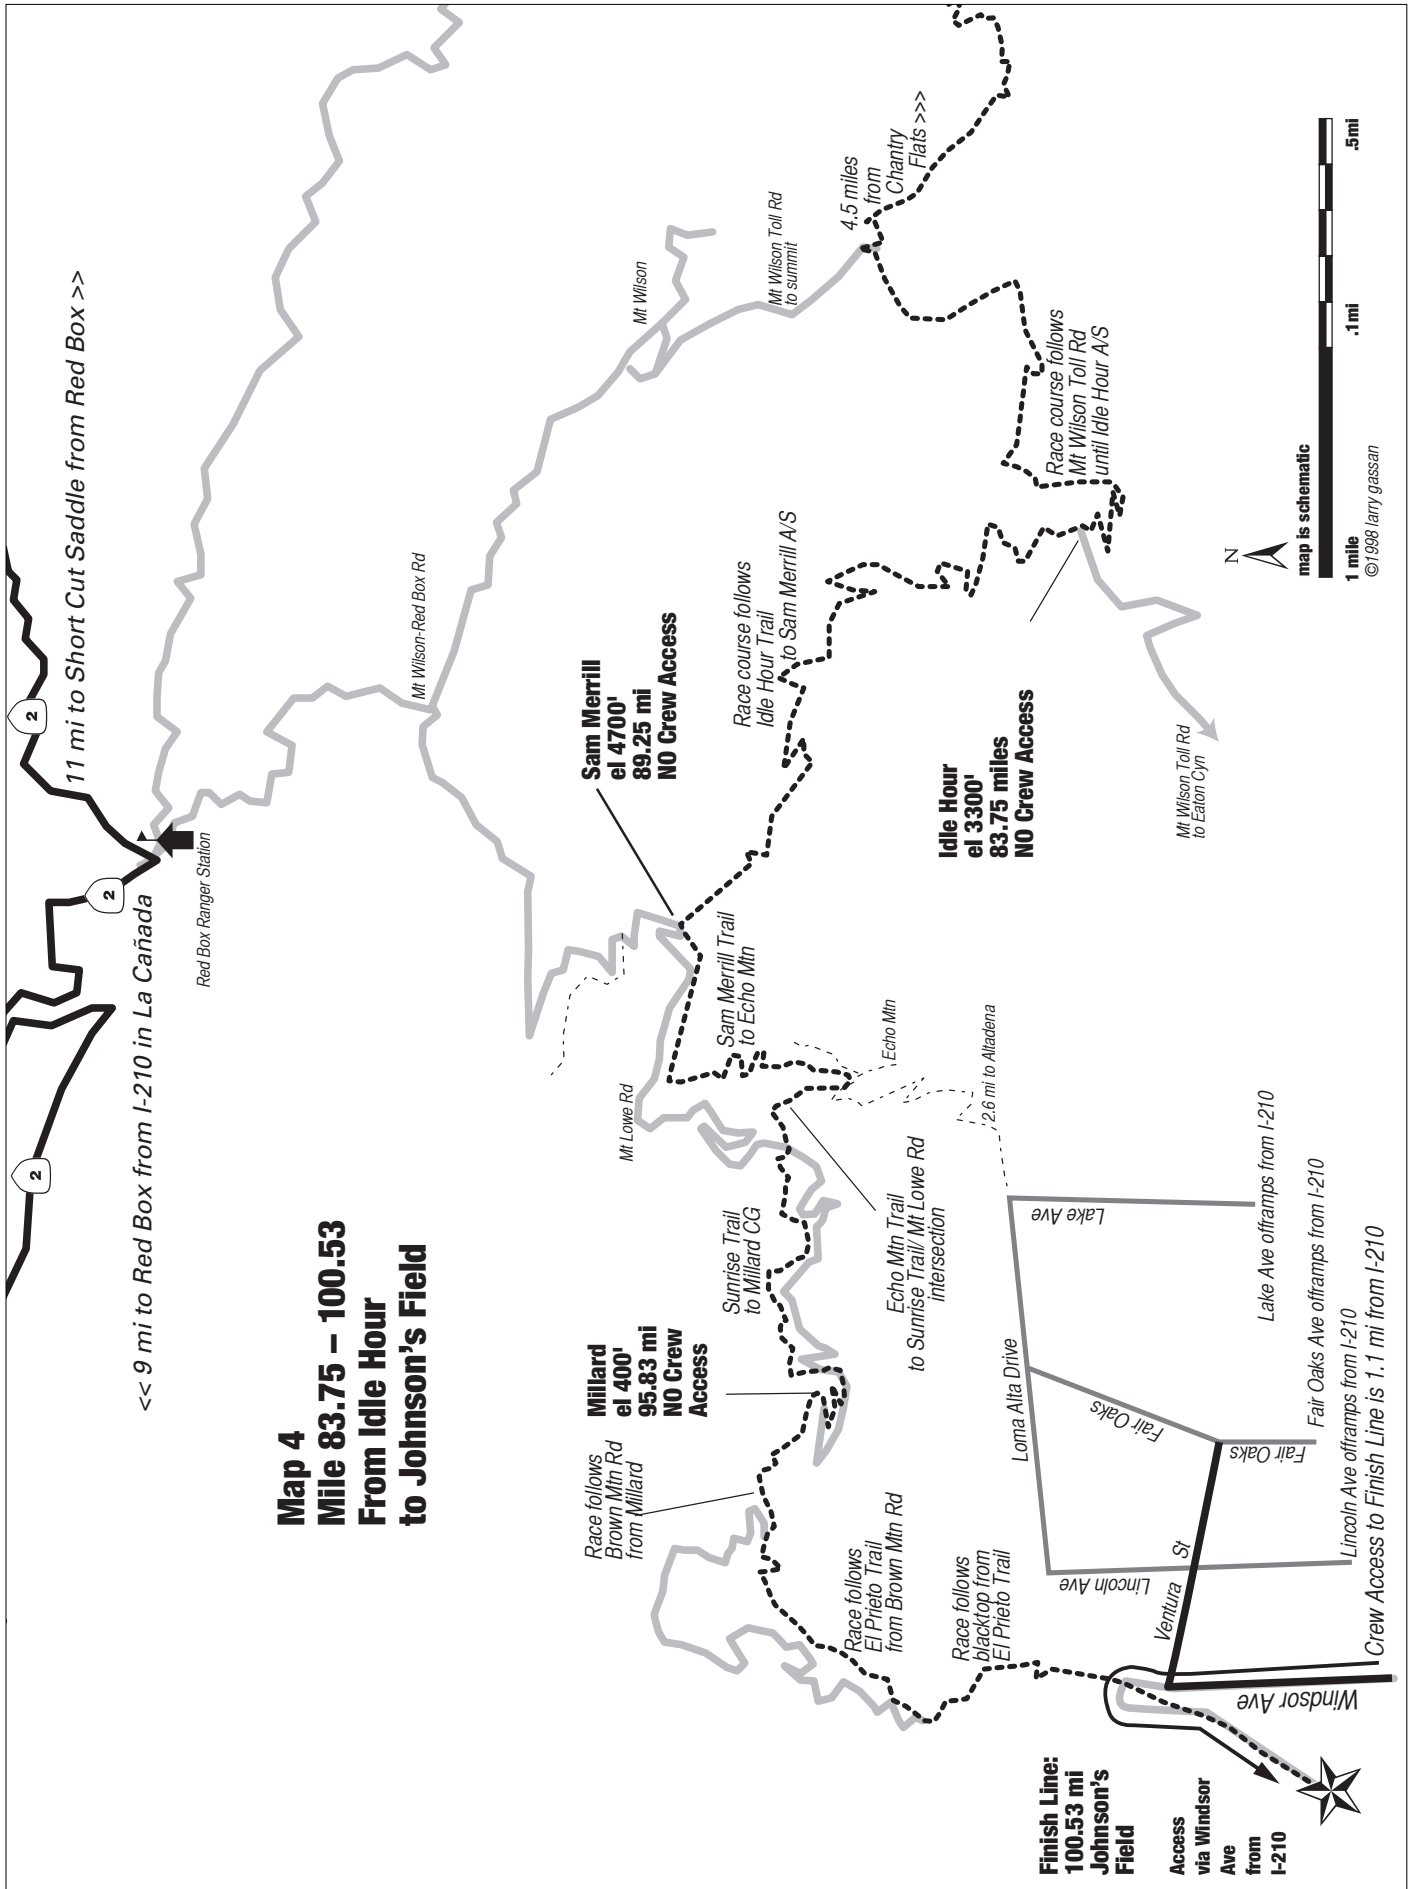 Map 4
Mile 83.75 – 100.53
From Idle Hour
to Johnson's Field
<< 9 mi to Red Box from I-210 in La Cañada
11 mi to Short Cut Saddle from Red Box >>
2
2
2
Red Box Ranger Station
Mt Wilson-Red Box Rd
Mt Wilson
Mt Wilson Toll Rd
to summit
4.5 miles
from
Chantry
Flats >>>
Race course follows
Mt Wilson Toll Rd
until Idle Hour A/S
Race course follows
Idle Hour Trail
to Sam Merrill A/S
Sam Merrill
el 4700'
89.25 mi
NO Crew Access
Idle Hour
el 3300'
83.75 miles
NO Crew Access
Mt Wilson Toll Rd
to Eaton Cyn
Sam Merrill Trail
to Echo Mtn
Mt Lowe Rd
Echo Mtn
2.6 mi to Altadena
Echo Mtn Trail
to Sunrise Trail/ Mt Lowe Rd
intersection
Sunrise Trail
to Millard CG
Millard
el 400'
95.83 mi
NO Crew
Access
Race follows
Brown Mtn Rd
from Millard
Race follows
El Prieto Trail
from Brown Mtn Rd
Race follows
blacktop from
El Prieto Trail
Loma Alta Drive
Lake Ave
Fair Oaks
Fair Oaks
Lincoln Ave
Ventura St
Windsor Ave
Lake Ave offramps from I-210
Fair Oaks Ave offramps from I-210
Lincoln Ave offramps from I-210
Crew Access to Finish Line is 1.1 mi from I-210
Finish Line:
100.53 mi
Johnson's
Field
Access
via Windsor
Ave
from
I-210
N
map is schematic
1 mile
.1mi
.5mi
©1998 larry gassan